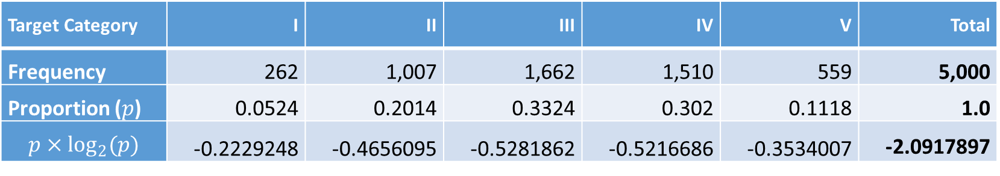 Target Category I II III IV V Total
Frequency 262 1,007 1,662 1,510 559 5,000
Proportion (p) 0.0524 0.2014 0.3324 0.302 0.1118 1.0
p × log₂(p) -0.2229248 -0.4656095 -0.5281862 -0.5216686 -0.3534007 -2.0917897